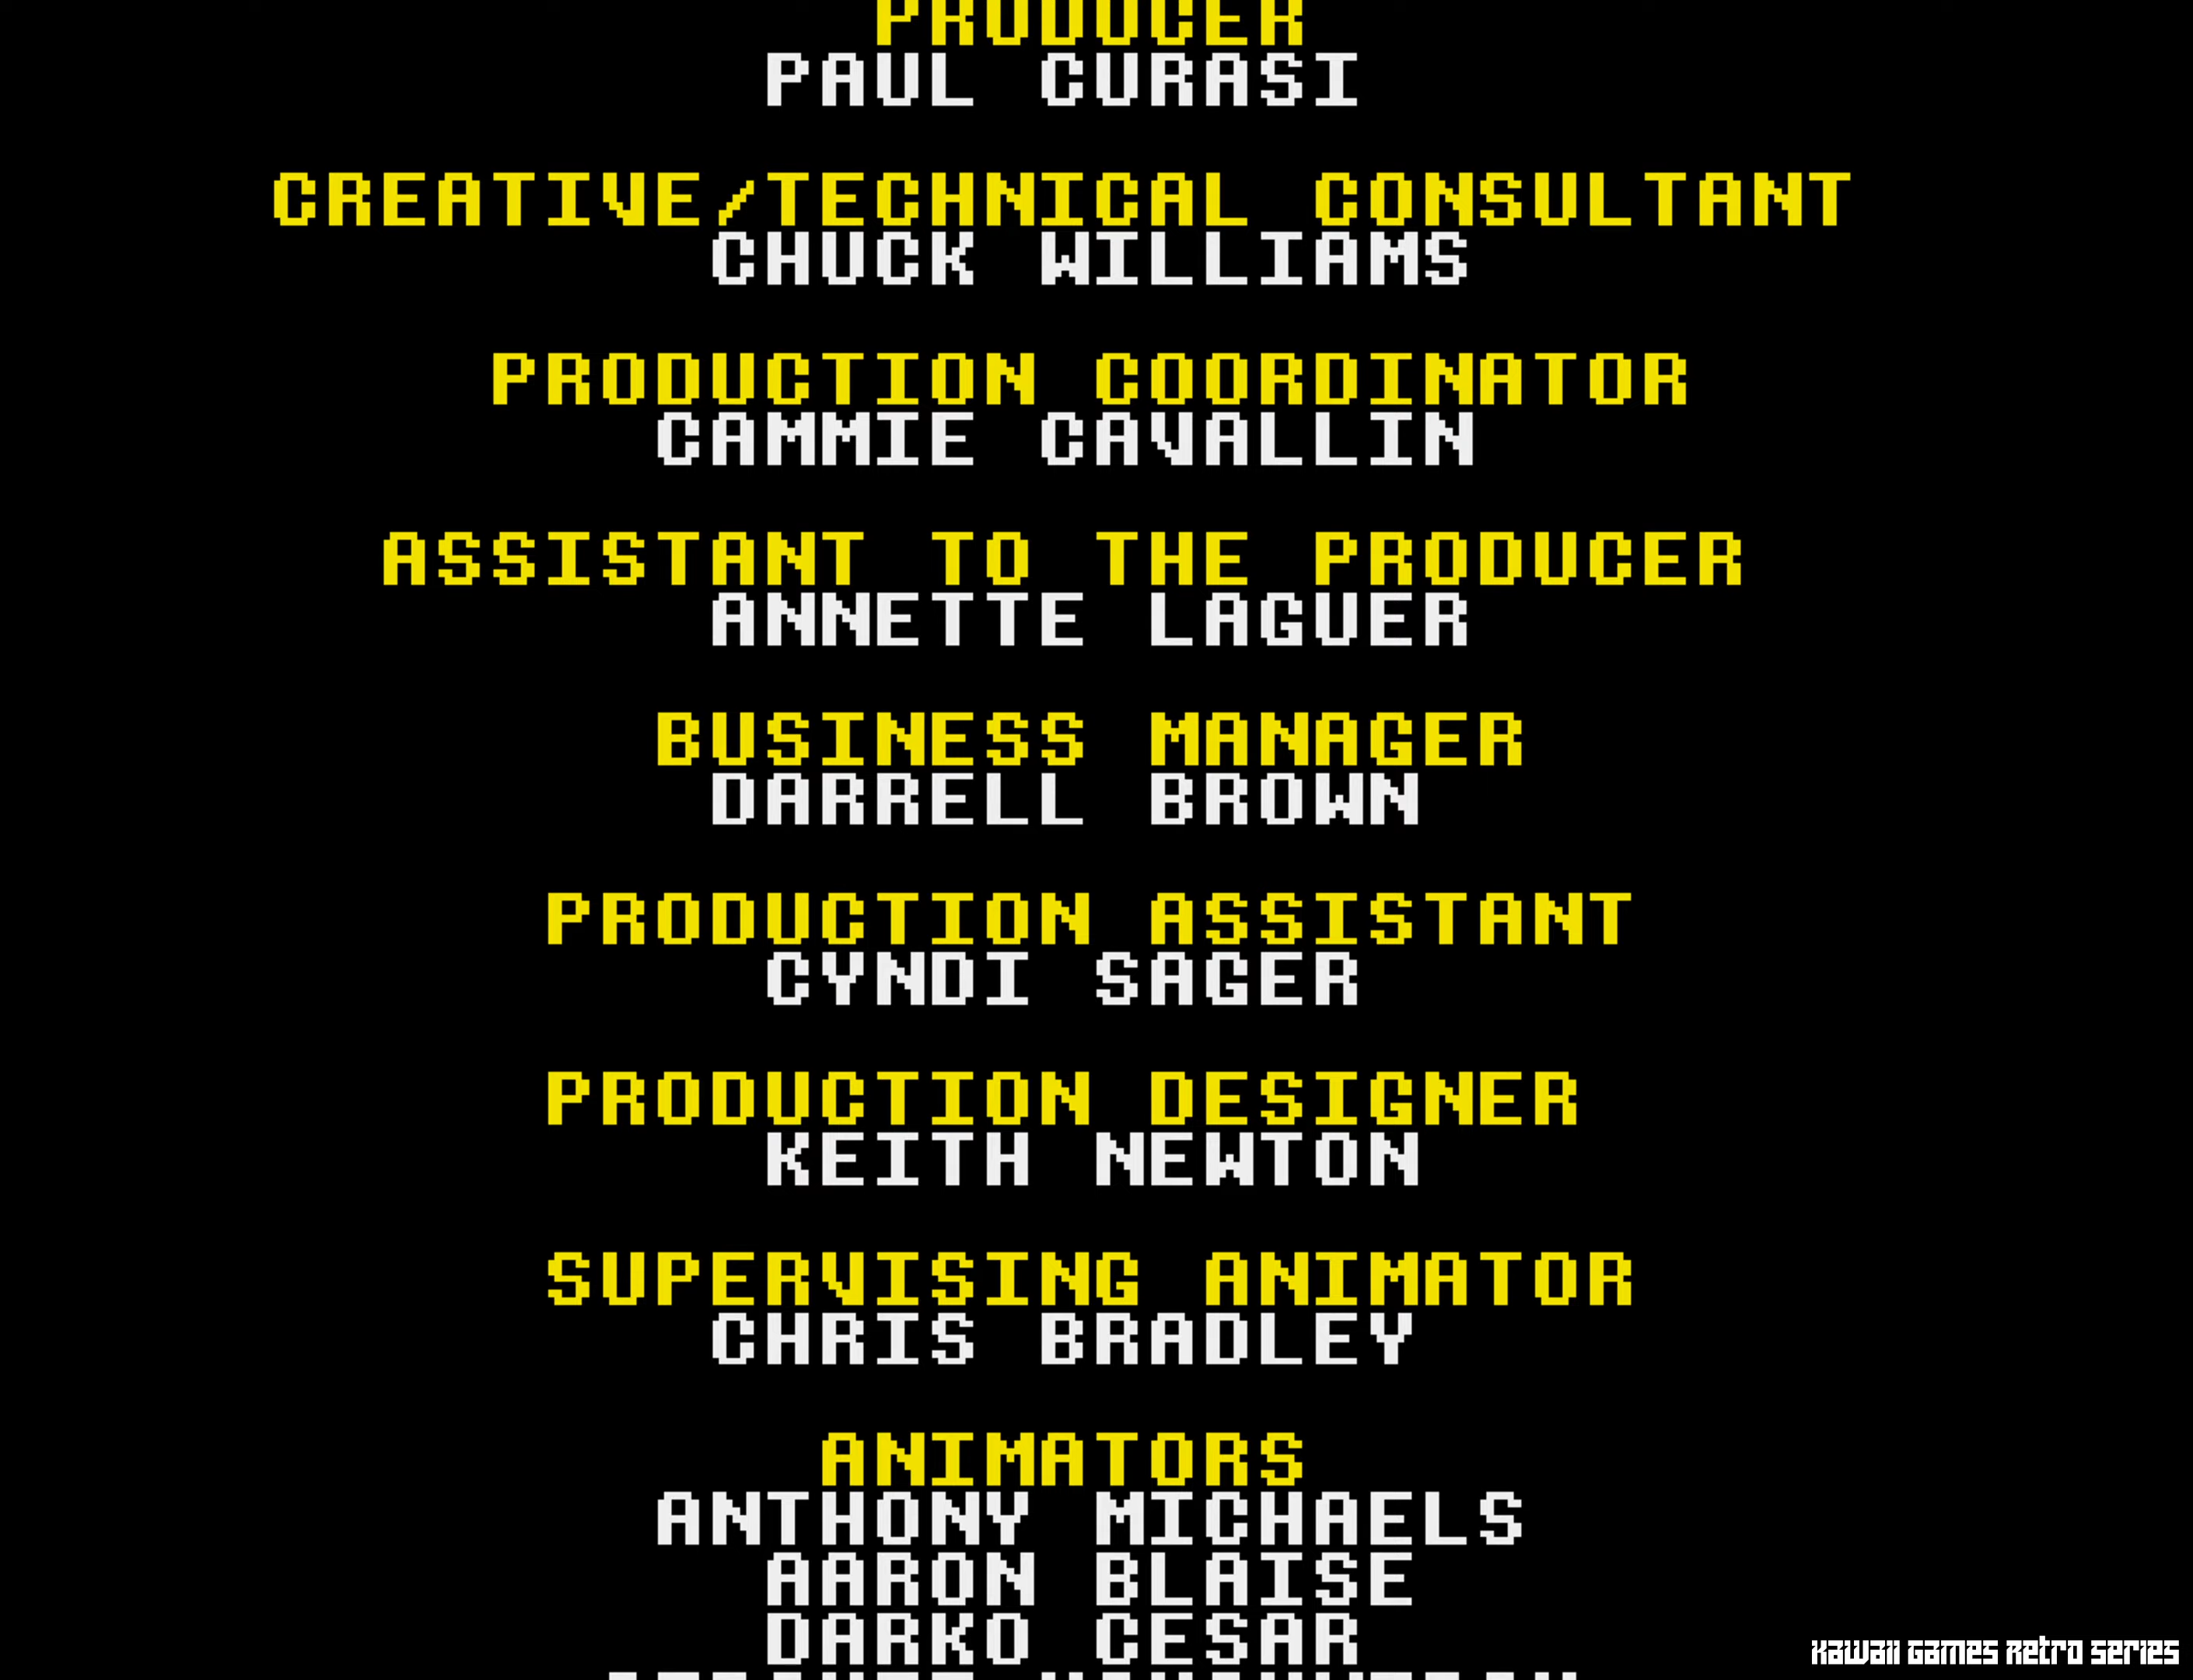 PRODUCER
PAUL CURASI
CREATIVE/TECHNICAL CONSULTANT
CHUCK WILLIAMS
PRODUCTION COORDINATOR
CAMMIE CAVALLIN
ASSISTANT TO THE PRODUCER
ANNETTE LAGUER
BUSINESS MANAGER
DARRELL BROWN
PRODUCTION ASSISTANT
CYNDI SAGER
PRODUCTION DESIGNER
KEITH NEWTON
SUPERVISING ANIMATOR
CHRIS BRADLEY
ANIMATORS
ANTHONY MICHAELS
AARON BLAISE
DARKO CESAR
Kawaii Games Retro Series